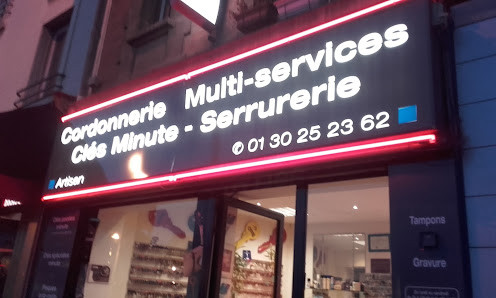 Cordonnerie Multi-services
Clés Minute - Serrurerie
✆ 01 30 25 23 62
Artisan
Tampons
Gravure